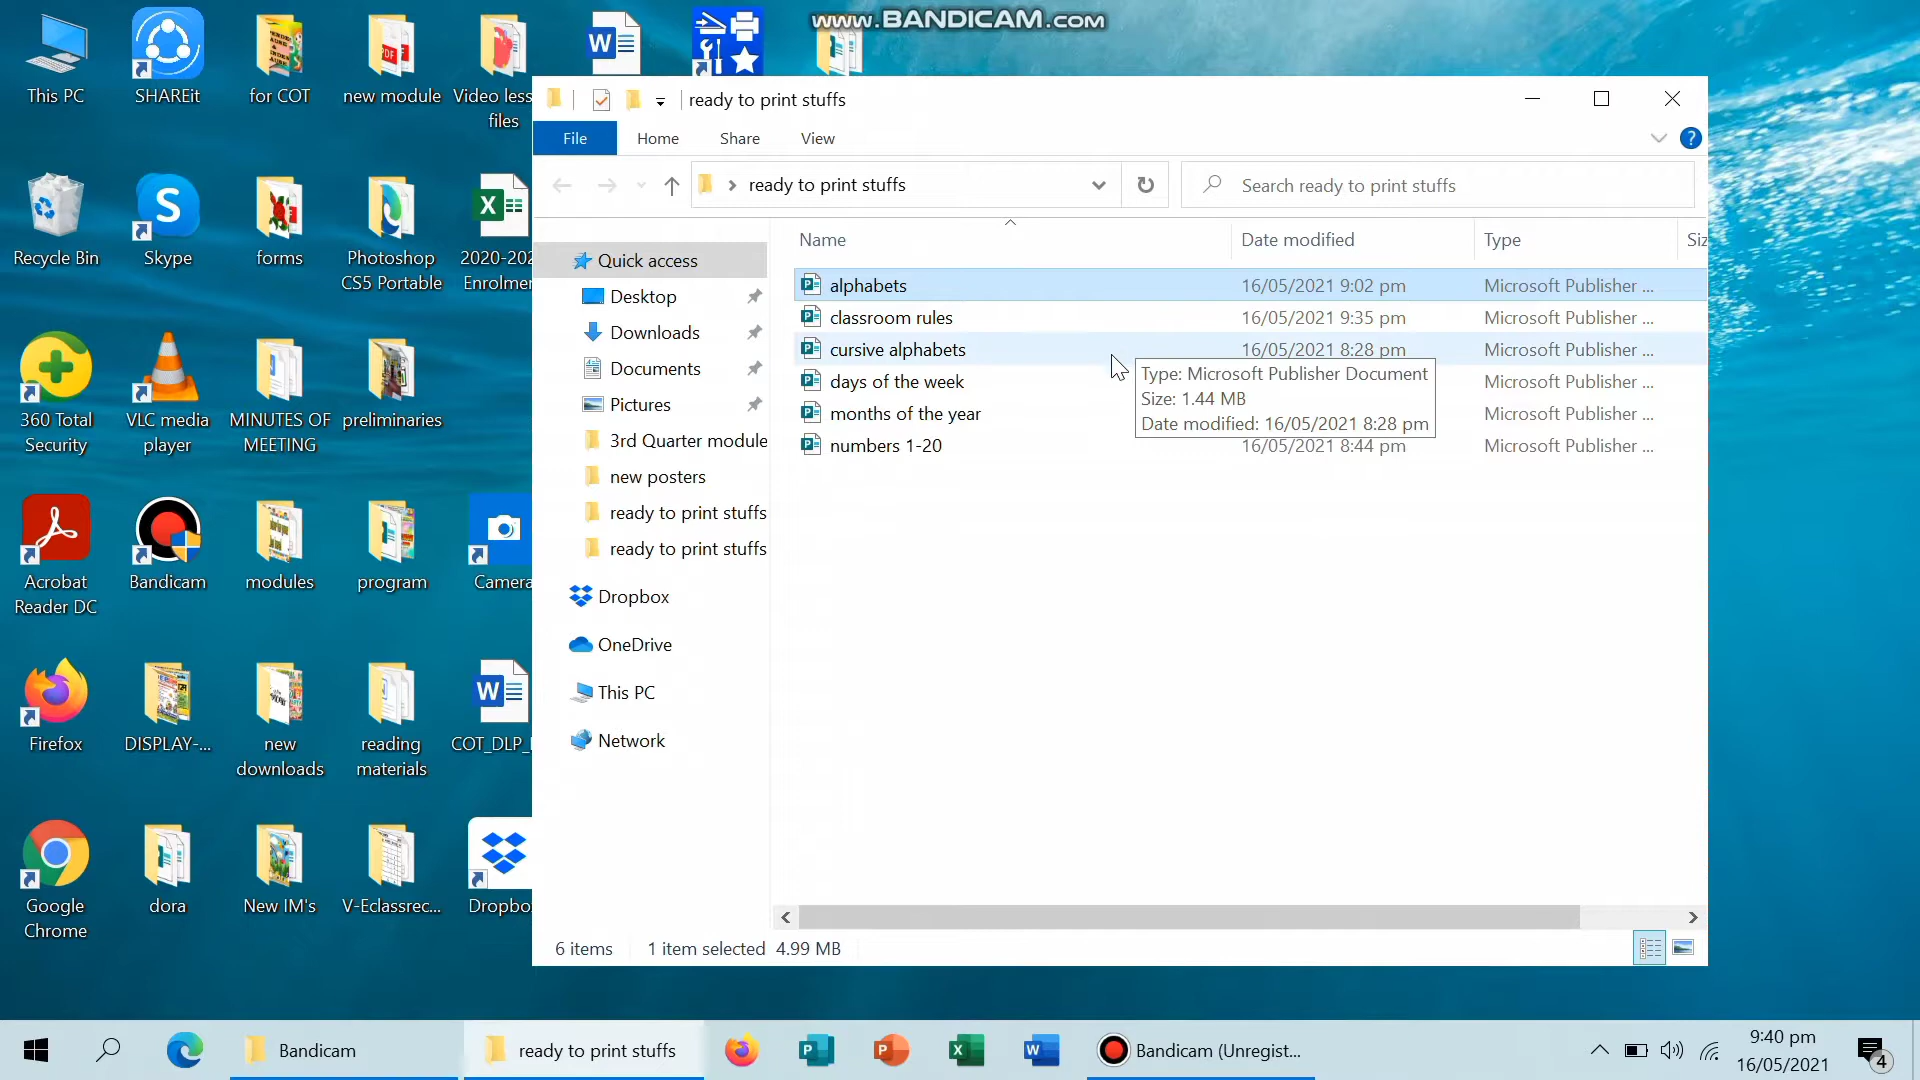 www.BANDICAM.COM
This PC
SHAREit
for COT
new module
Video less
files
Recycle Bin
Skype
forms
Photoshop
CS5 Portable
2020-202
Enrolmer
360 Total
Security
VLC media
player
MINUTES OF
MEETING
preliminaries
Acrobat
Reader DC
Bandicam
modules
program
Camera
Firefox
DISPLAY-...
new
downloads
reading
materials
COT_DLP_
Google
Chrome
dora
New IM's
V-Eclassrec...
Dropbo
ready to print stuffs
File
Home
Share
View
ready to print stuffs
Search ready to print stuffs
Name
Date modified
Type
Siz
Quick access
Desktop
Downloads
Documents
Pictures
3rd Quarter module
new posters
ready to print stuffs
ready to print stuffs
Dropbox
OneDrive
This PC
Network
alphabets 16/05/2021 9:02 pm Microsoft Publisher ...
classroom rules 16/05/2021 9:35 pm Microsoft Publisher ...
cursive alphabets 16/05/2021 8:28 pm Microsoft Publisher ...
days of the week Microsoft Publisher ...
months of the year Microsoft Publisher ...
numbers 1-20 16/05/2021 8:44 pm Microsoft Publisher ...
Type: Microsoft Publisher Document
Size: 1.44 MB
Date modified: 16/05/2021 8:28 pm
6 items
1 item selected 4.99 MB
Bandicam
ready to print stuffs
Bandicam (Unregist...
9:40 pm
16/05/2021
4